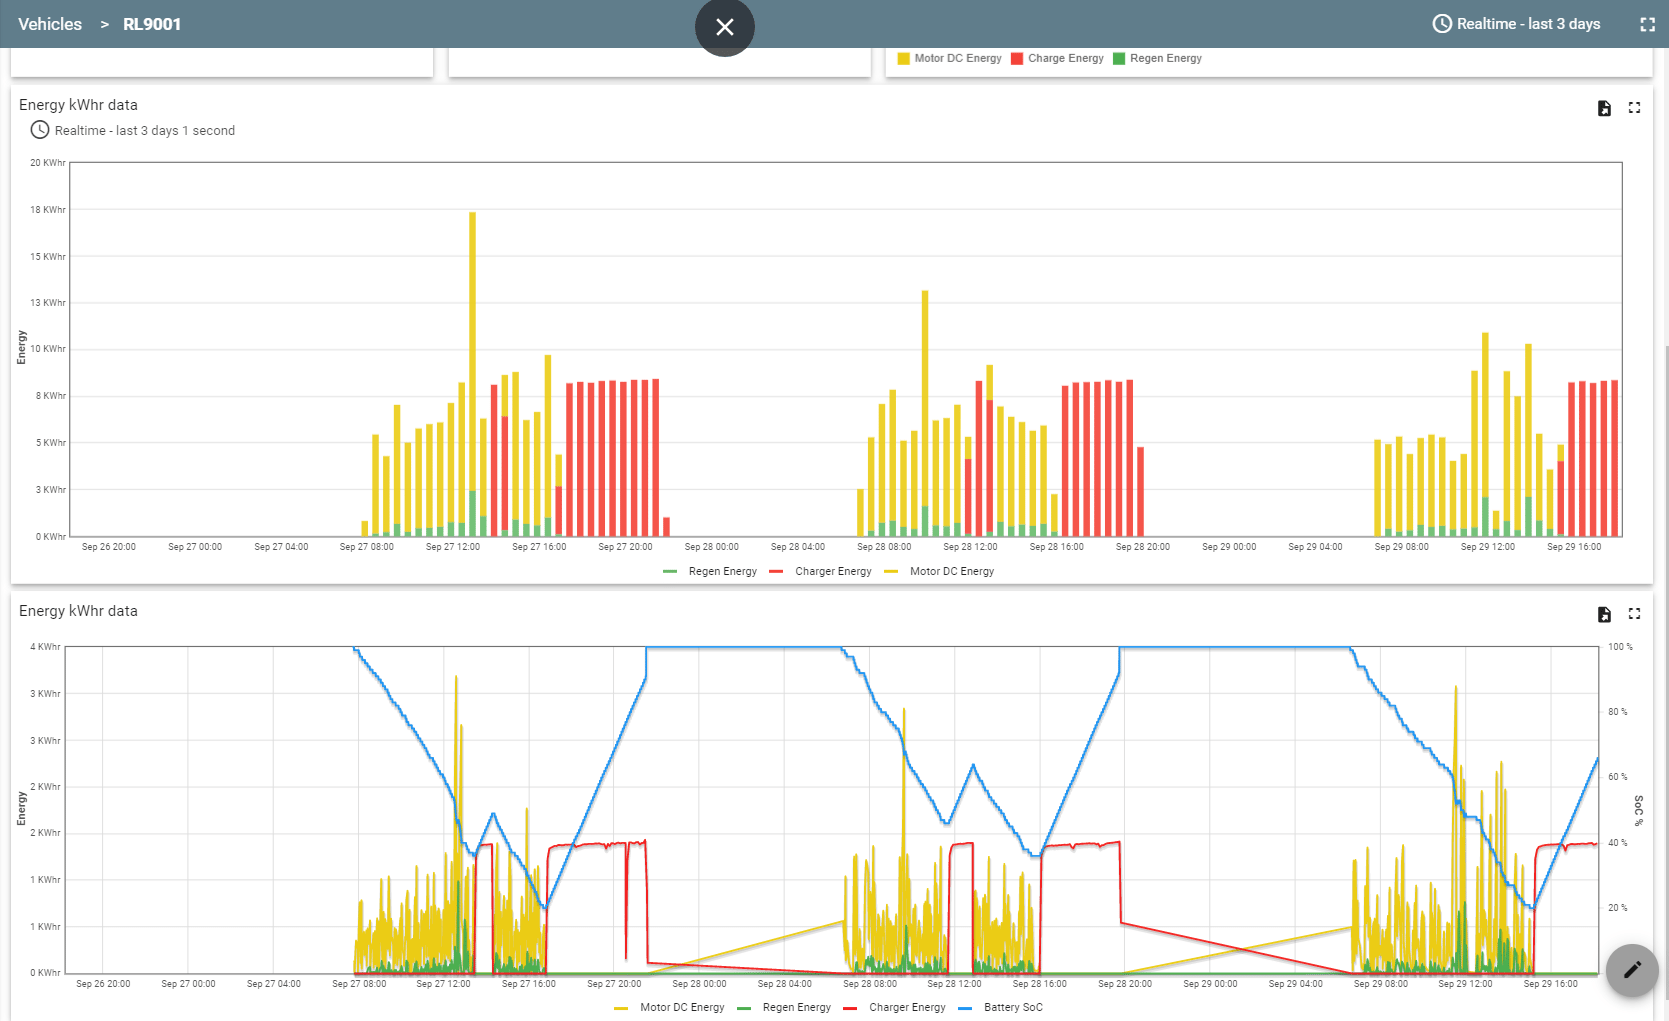 Vehicles > RL9001
Realtime - last 3 days
Motor DC Energy Charge Energy Regen Energy
Energy kWhr data
Realtime - last 3 days 1 second
20 KWhr
18 KWhr
15 KWhr
13 KWhr
10 KWhr
8 KWhr
5 KWhr
3 KWhr
0 KWhr
Energy
Sep 26 20:00 Sep 27 00:00 Sep 27 04:00 Sep 27 08:00 Sep 27 12:00 Sep 27 16:00 Sep 27 20:00 Sep 28 00:00 Sep 28 04:00 Sep 28 08:00 Sep 28 12:00 Sep 28 16:00 Sep 28 20:00 Sep 29 00:00 Sep 29 04:00 Sep 29 08:00 Sep 29 12:00 Sep 29 16:00
Regen Energy Charger Energy Motor DC Energy
Energy kWhr data
4 KWhr
3 KWhr
3 KWhr
2 KWhr
2 KWhr
1 KWhr
1 KWhr
0 KWhr
Energy
100 %
80 %
60 %
40 %
20 %
SoC %
Sep 26 20:00 Sep 27 00:00 Sep 27 04:00 Sep 27 08:00 Sep 27 12:00 Sep 27 16:00 Sep 27 20:00 Sep 28 00:00 Sep 28 04:00 Sep 28 08:00 Sep 28 12:00 Sep 28 16:00 Sep 28 20:00 Sep 29 00:00 Sep 29 04:00 Sep 29 08:00 Sep 29 12:00 Sep 29 16:00
Motor DC Energy Regen Energy Charger Energy Battery SoC